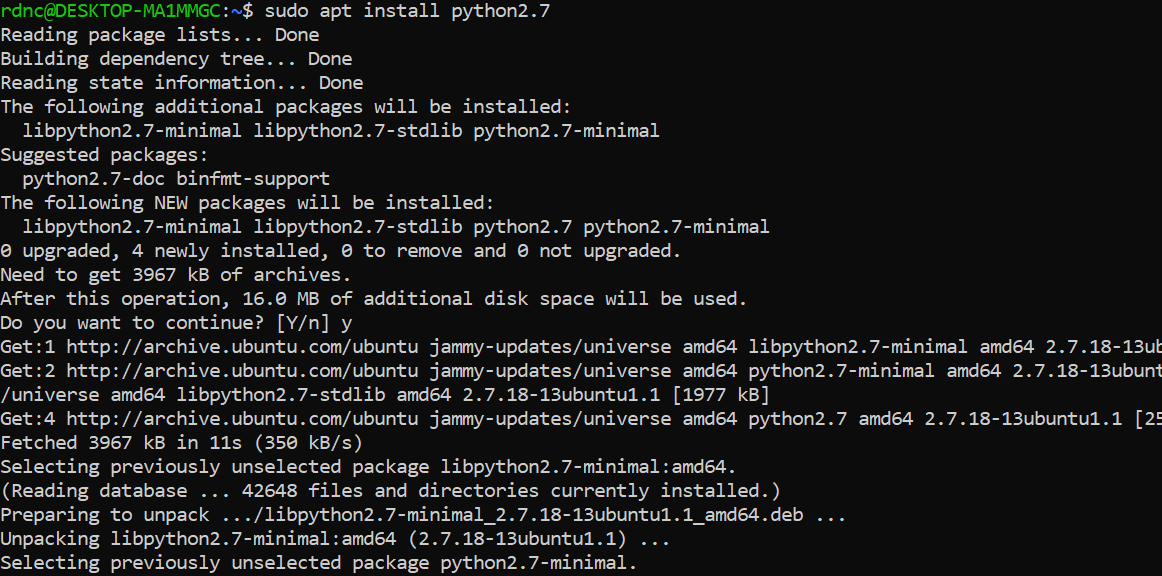 rdnc@DESKTOP-MA1MMGC:~$ sudo apt install python2.7
Reading package lists... Done
Building dependency tree... Done
Reading state information... Done
The following additional packages will be installed:
  libpython2.7-minimal libpython2.7-stdlib python2.7-minimal
Suggested packages:
  python2.7-doc binfmt-support
The following NEW packages will be installed:
  libpython2.7-minimal libpython2.7-stdlib python2.7 python2.7-minimal
0 upgraded, 4 newly installed, 0 to remove and 0 not upgraded.
Need to get 3967 kB of archives.
After this operation, 16.0 MB of additional disk space will be used.
Do you want to continue? [Y/n] y
Get:1 http://archive.ubuntu.com/ubuntu jammy-updates/universe amd64 libpython2.7-minimal amd64 2.7.18-13ub
Get:2 http://archive.ubuntu.com/ubuntu jammy-updates/universe amd64 python2.7-minimal amd64 2.7.18-13ubunt
/universe amd64 libpython2.7-stdlib amd64 2.7.18-13ubuntu1.1 [1977 kB]
Get:4 http://archive.ubuntu.com/ubuntu jammy-updates/universe amd64 python2.7 amd64 2.7.18-13ubuntu1.1 [25
Fetched 3967 kB in 11s (350 kB/s)
Selecting previously unselected package libpython2.7-minimal:amd64.
(Reading database ... 42648 files and directories currently installed.)
Preparing to unpack .../libpython2.7-minimal_2.7.18-13ubuntu1.1_amd64.deb ...
Unpacking libpython2.7-minimal:amd64 (2.7.18-13ubuntu1.1) ...
Selecting previously unselected package python2.7-minimal.